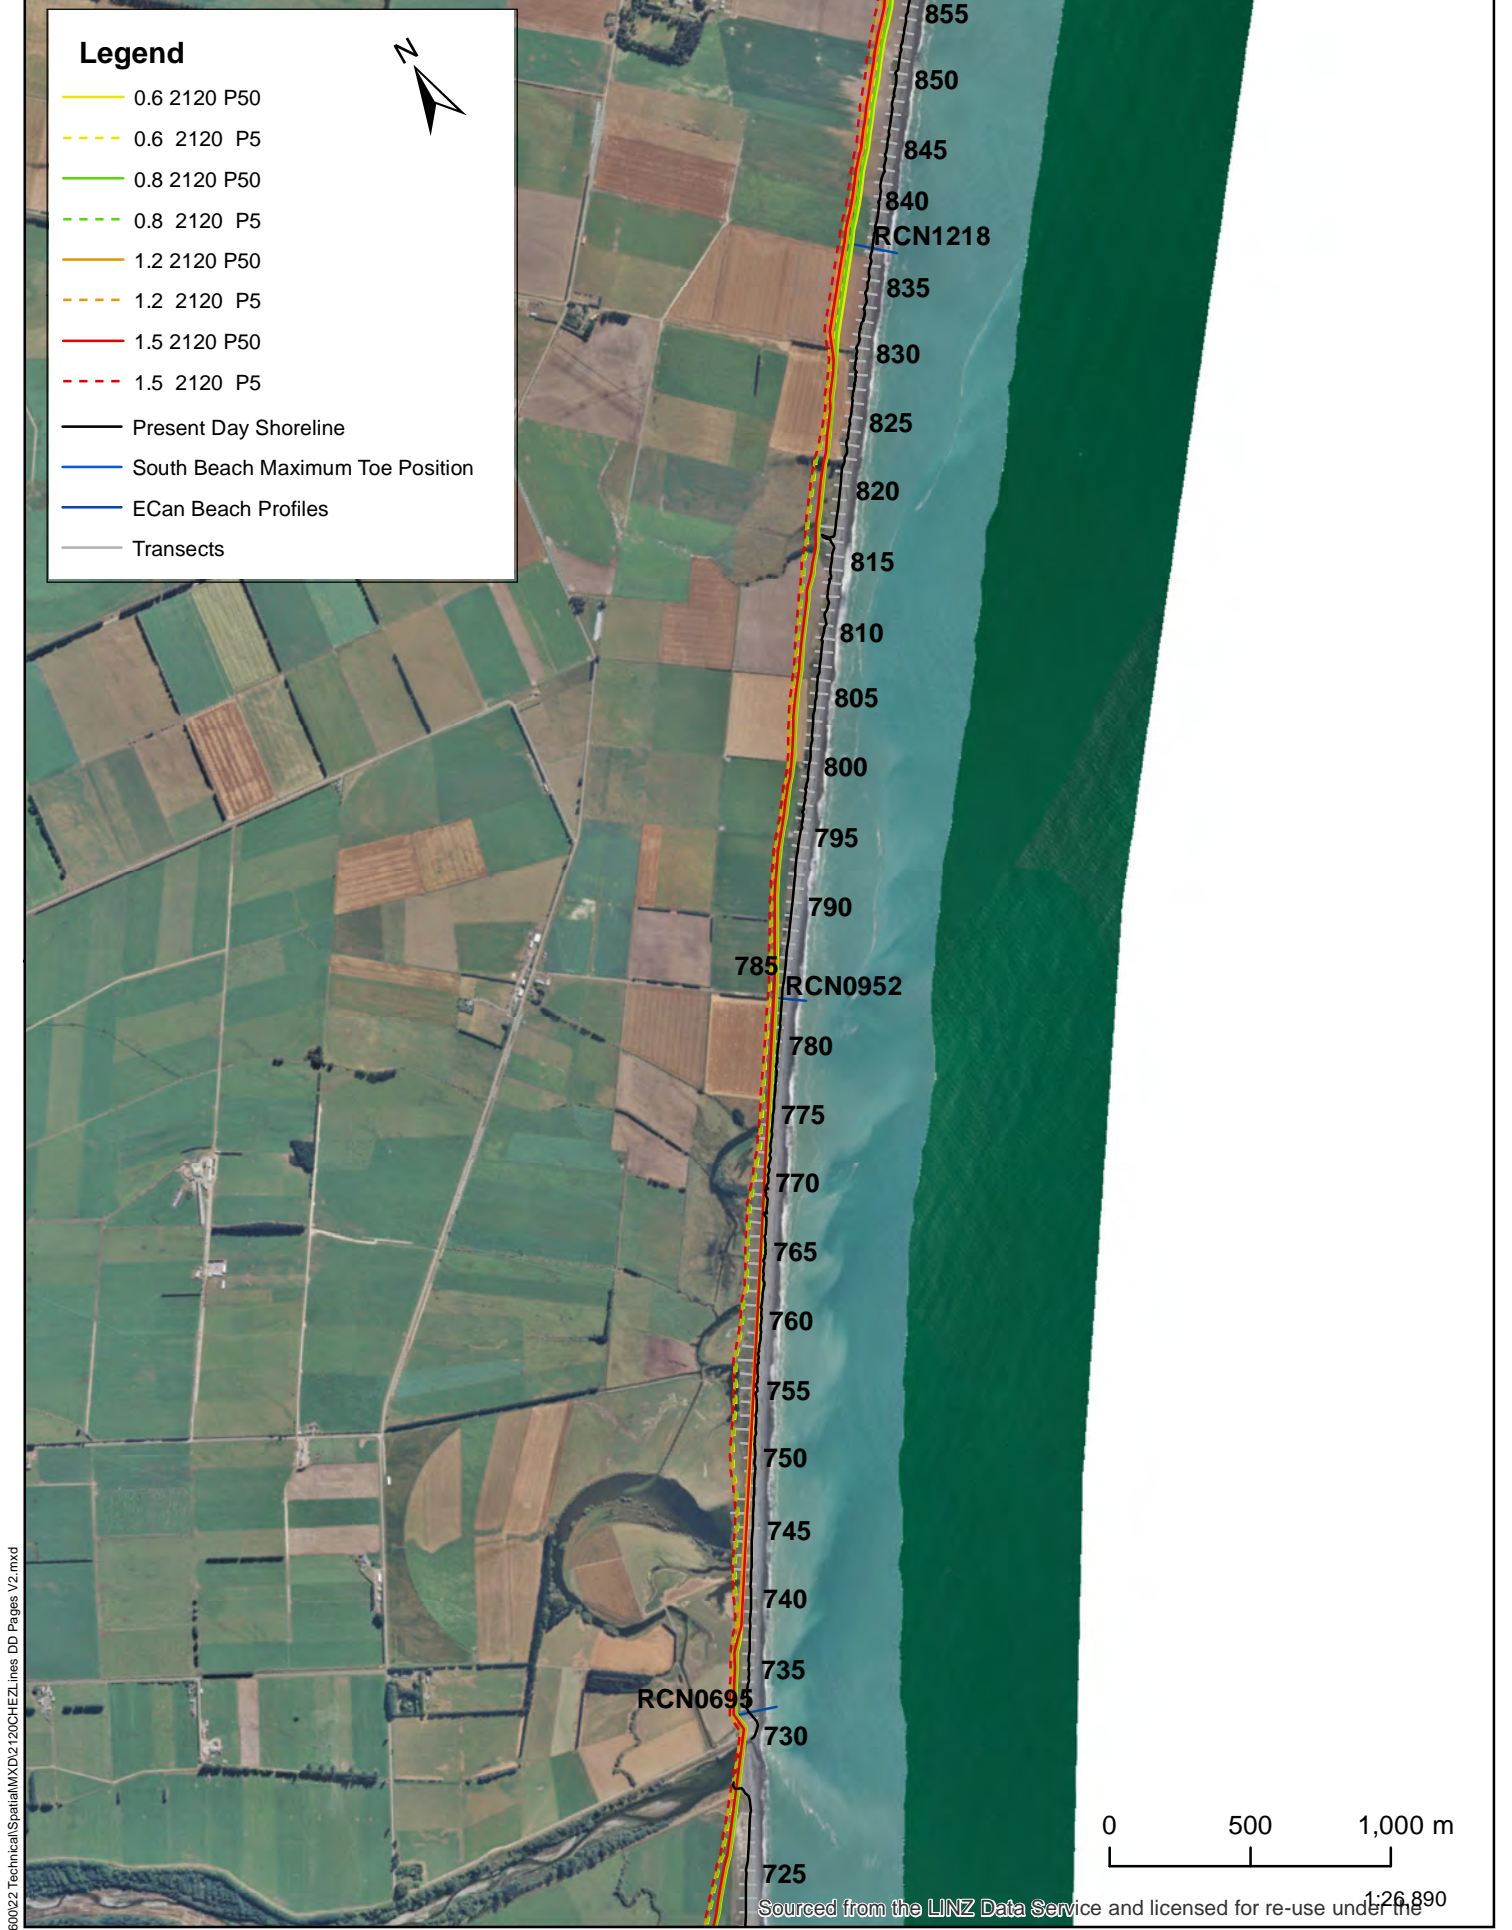 Legend
N
0.6 2120 P50
0.6 2120 P5
0.8 2120 P50
0.8 2120 P5
1.2 2120 P50
1.2 2120 P5
1.5 2120 P50
1.5 2120 P5
Present Day Shoreline
South Beach Maximum Toe Position
ECan Beach Profiles
Transects
855
850
845
840
RCN1218
835
830
825
820
815
810
805
800
795
790
785
RCN0952
780
775
770
765
760
755
750
745
740
735
RCN0695
730
725
0 500 1,000 m
1:26,890
Sourced from the LINZ Data Service and licensed for re-use under the
600\22 Technical\Spatial\MXD\2120CHEZLines DD Pages V2.mxd